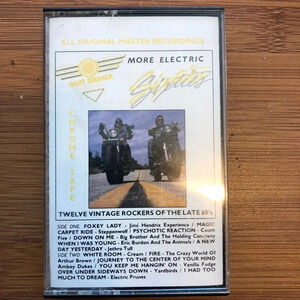 ALL ORIGINAL MASTER RECORDINGS
MORE ELECTRIC
Sixties
CHROME TAPE
TWELVE VINTAGE ROCKERS OF THE LATE 60's
SIDE ONE: FOXEY LADY - Jimi Hendrix Experience / MAGIC
CARPET RIDE - Steppenwolf / PSYCHOTIC REACTION - Count
Five / DOWN ON ME - Big Brother And The Holding Company
WHEN I WAS YOUNG - Eric Burdon And The Animals / A NEW
DAY YESTERDAY - Jethro Tull
SIDE TWO: WHITE ROOM - Cream / FIRE - The Crazy World Of
Arthur Brown / JOURNEY TO THE CENTER OF YOUR MIND
Amboy Dukes / YOU KEEP ME HANGING ON - Vanilla Fudge
OVER UNDER SIDEWAYS DOWN - Yardbirds / I HAD TOO
MUCH TO DREAM - Electric Prunes